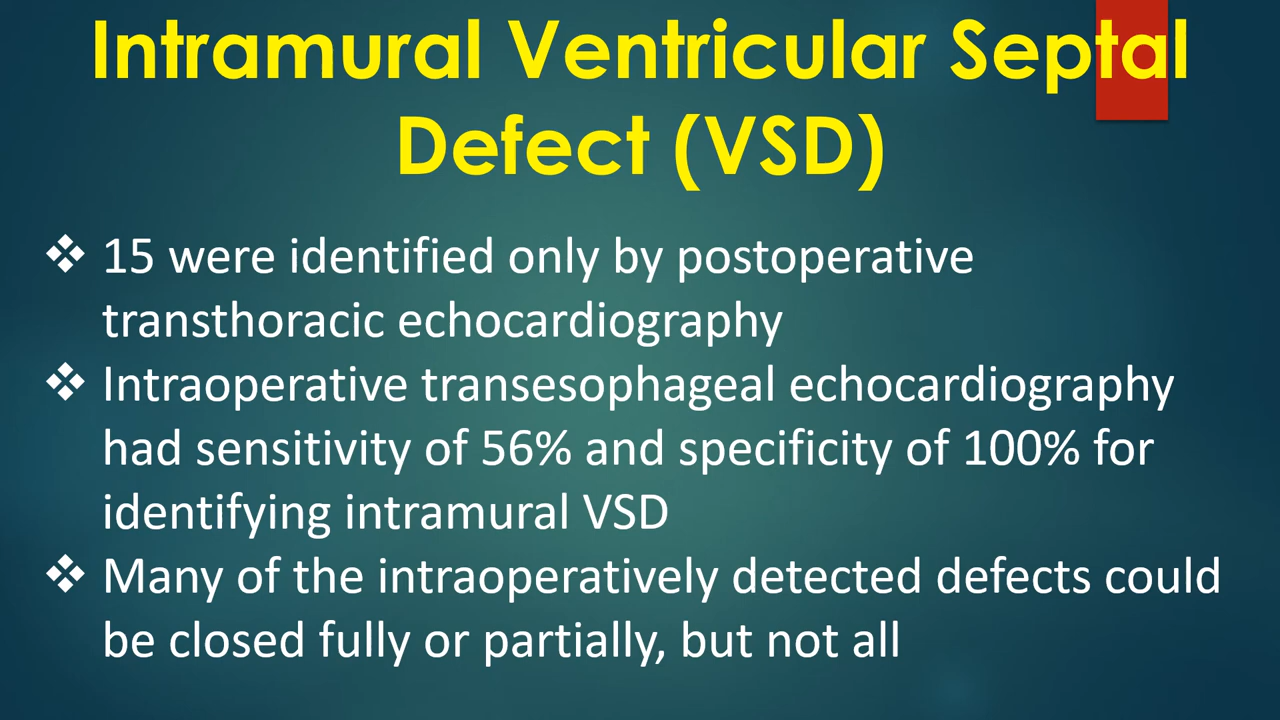 Intramural Ventricular Septal
Defect (VSD)
❖ 15 were identified only by postoperative
transthoracic echocardiography
❖ Intraoperative transesophageal echocardiography
had sensitivity of 56% and specificity of 100% for
identifying intramural VSD
❖ Many of the intraoperatively detected defects could
be closed fully or partially, but not all